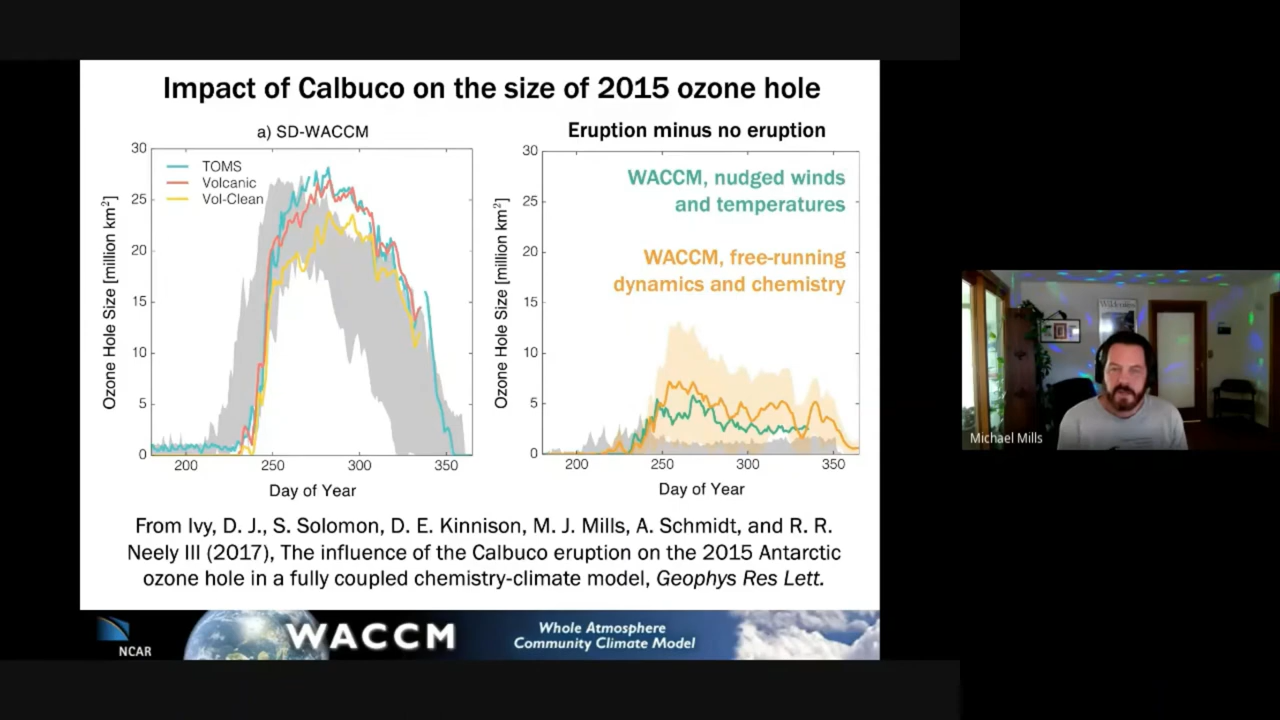 Impact of Calbuco on the size of 2015 ozone hole
a) SD-WACCM
TOMS
Volcanic
Vol-Clean
Ozone Hole Size [million km²]
30
25
20
15
10
5
0
200
250
300
350
Day of Year
Eruption minus no eruption
WACCM, nudged winds
and temperatures
WACCM, free-running
dynamics and chemistry
Ozone Hole Size [million km²]
30
25
20
15
10
5
0
200
250
300
350
Day of Year
From Ivy, D. J., S. Solomon, D. E. Kinnison, M. J. Mills, A. Schmidt, and R. R.
Neely III (2017), The influence of the Calbuco eruption on the 2015 Antarctic
ozone hole in a fully coupled chemistry-climate model, Geophys Res Lett.
NCAR
WACCM
Whole Atmosphere
Community Climate Model
Michael Mills